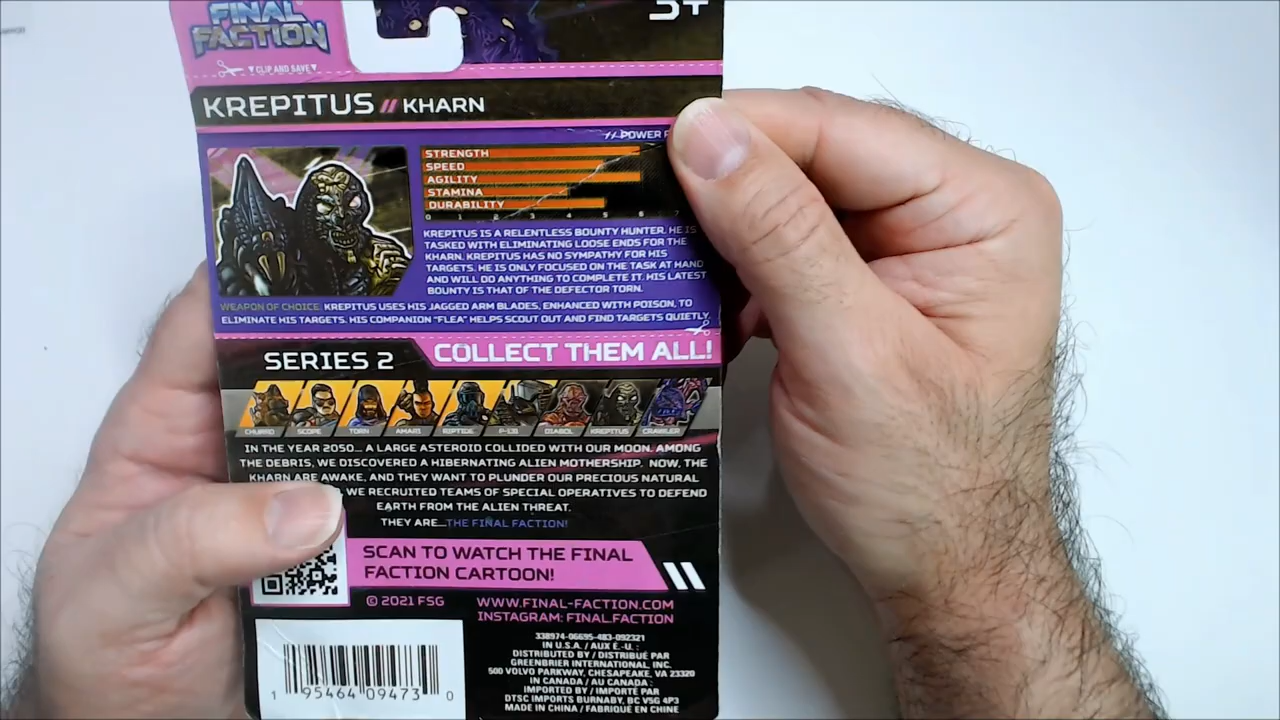 5+
FINAL
FACTION
▼CLIP AND SAVE▼
KREPITUS // KHARN
// POWER
STRENGTH
SPEED
AGILITY
STAMINA
DURABILITY
0 1 2 3 4 5 6 7
KREPITUS IS A RELENTLESS BOUNTY HUNTER. HE IS
TASKED WITH ELIMINATING LOOSE ENDS FOR THE
KHARN. KREPITUS HAS NO SYMPATHY FOR HIS
TARGETS. HE IS ONLY FOCUSED ON THE TASK AT HAND
AND WILL DO ANYTHING TO COMPLETE IT. HIS LATEST
BOUNTY IS THAT OF THE DEFECTOR TORN.
WEAPON OF CHOICE: KREPITUS USES HIS JAGGED ARM BLADES, ENHANCED WITH POISON, TO
ELIMINATE HIS TARGETS. HIS COMPANION "FLEA" HELPS SCOUT OUT AND FIND TARGETS QUIETLY.
SERIES 2 COLLECT THEM ALL!
CHURRO SCOPE TORN AMARI RIPTIDE P-131 DIABOL KREPITUS CRAWLER
IN THE YEAR 2050... A LARGE ASTEROID COLLIDED WITH OUR MOON. AMONG
THE DEBRIS, WE DISCOVERED A HIBERNATING ALIEN MOTHERSHIP. NOW, THE
KHARN ARE AWAKE, AND THEY WANT TO PLUNDER OUR PRECIOUS NATURAL
WE RECRUITED TEAMS OF SPECIAL OPERATIVES TO DEFEND
EARTH FROM THE ALIEN THREAT.
THEY ARE...THE FINAL FACTION!
SCAN TO WATCH THE FINAL
FACTION CARTOON!
© 2021 FSG
WWW.FINAL-FACTION.COM
INSTAGRAM: FINAL.FACTION
338974-06695-483-092321
IN U.S.A. / AUX É.-U. :
DISTRIBUTED BY / DISTRIBUÉ PAR
GREENBRIER INTERNATIONAL, INC.
500 VOLVO PARKWAY, CHESAPEAKE, VA 23320
IN CANADA / AU CANADA :
IMPORTED BY / IMPORTÉ PAR
DTSC IMPORTS BURNABY, BC V5G 4P3
MADE IN CHINA / FABRIQUÉ EN CHINE
1 95464 09473 0